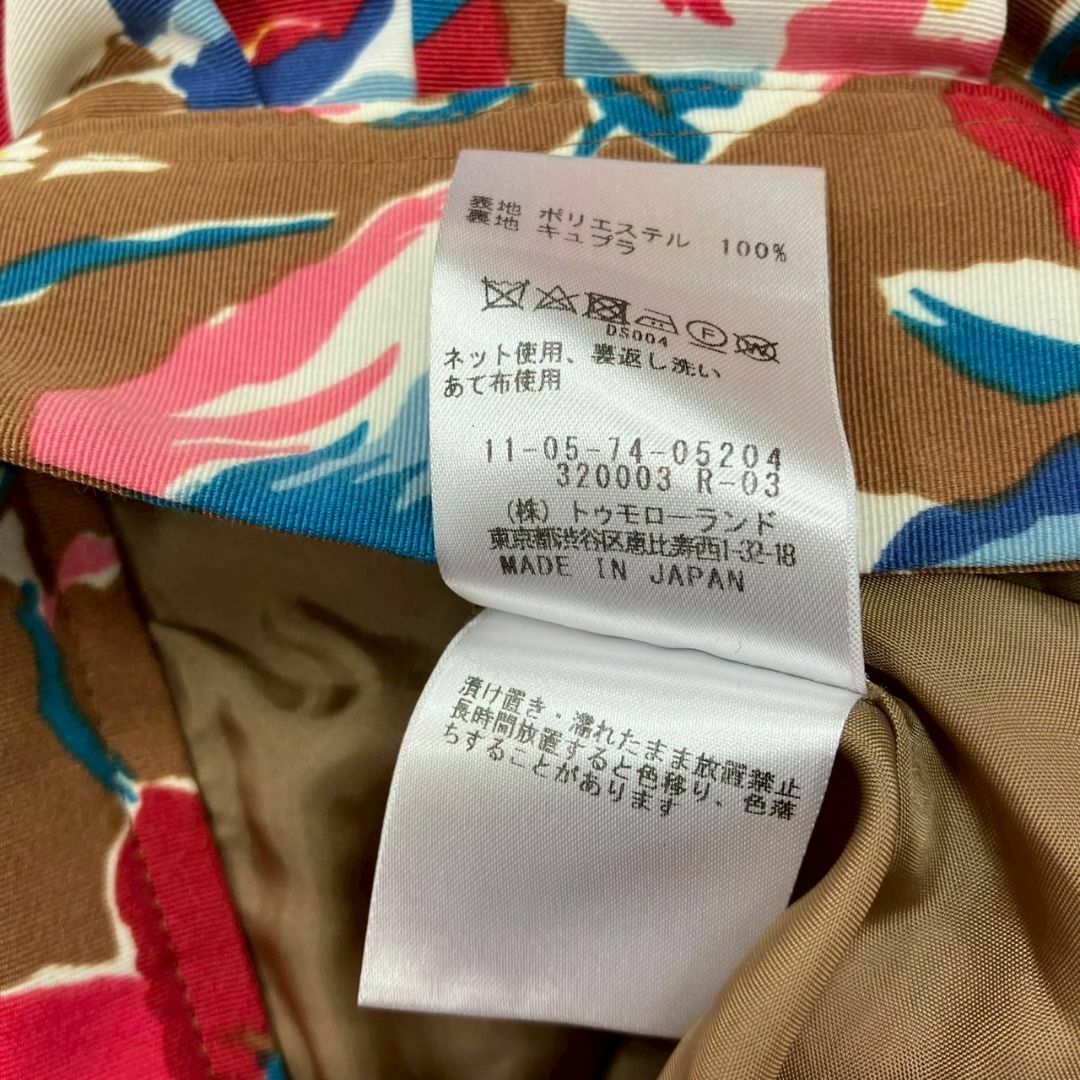 表地 ポリエステル 100%
裏地 キュプラ
DS004
F
W
ネット使用、裏返し洗い
あて布使用
11-05-74-05204
320003 R-03
(株)トゥモローランド
東京都渋谷区恵比寿西1-32-18
MADE IN JAPAN
漬け置き・濡れたまま放置禁止
長時間放置すると色移り、色落
ちすることがあります